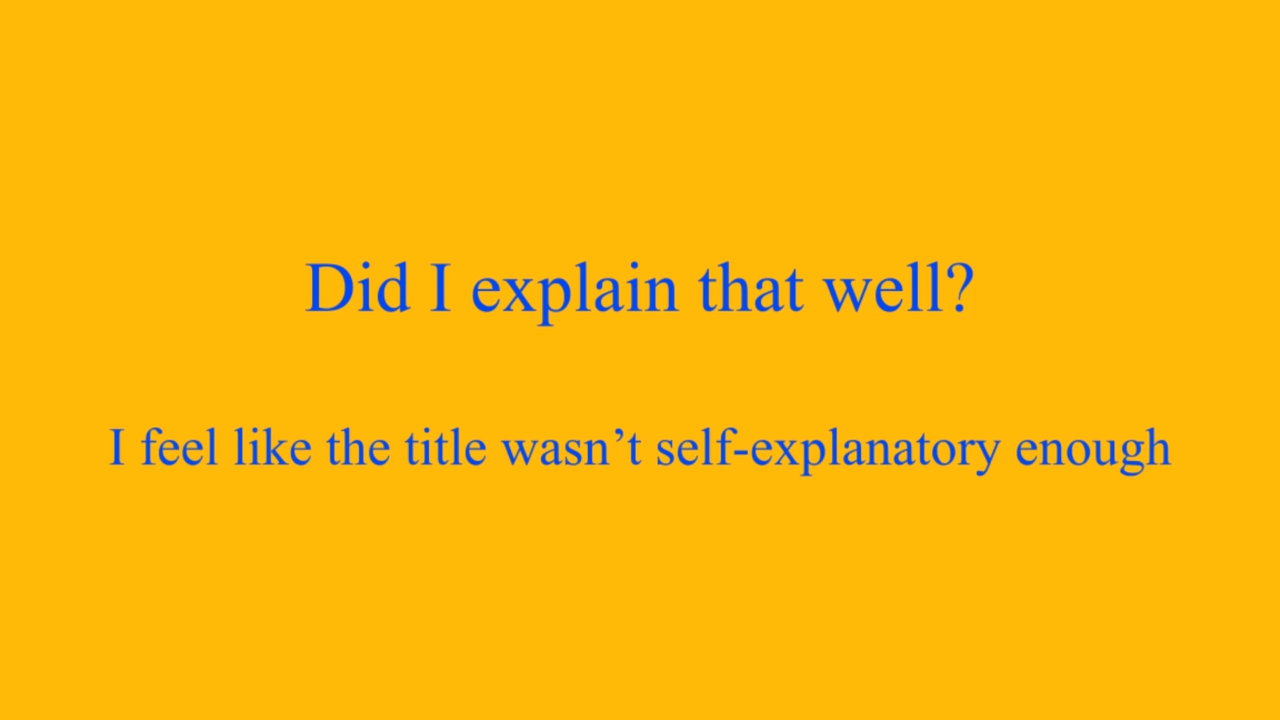 Did I explain that well?
I feel like the title wasn’t self-explanatory enough